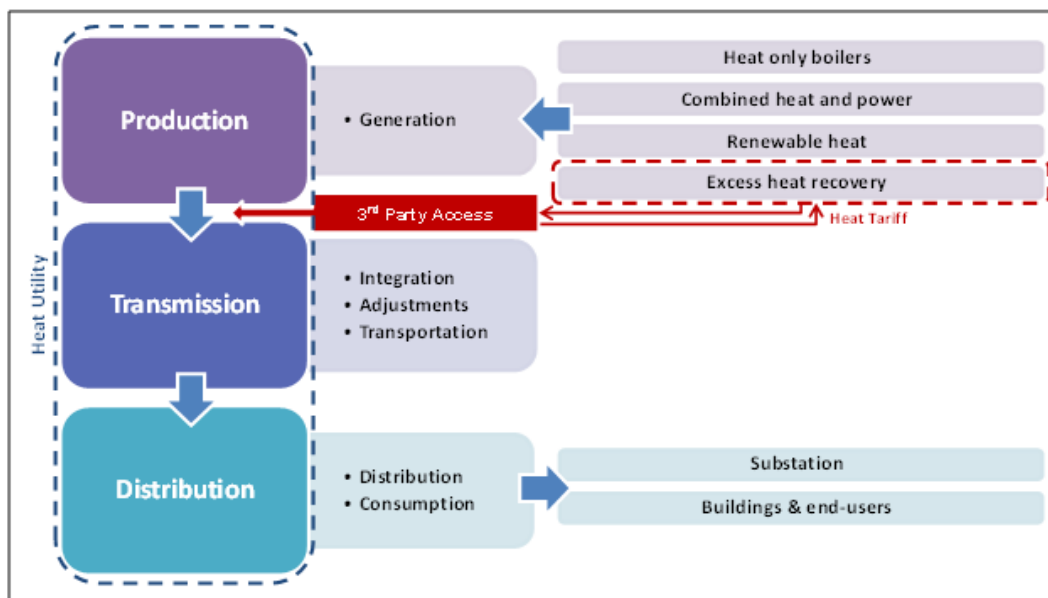 Heat Utility
Production
• Generation
Heat only boilers
Combined heat and power
Renewable heat
Excess heat recovery
3rd Party Access
Heat Tariff
Transmission
• Integration
• Adjustments
• Transportation
Distribution
• Distribution
• Consumption
Substation
Buildings & end-users